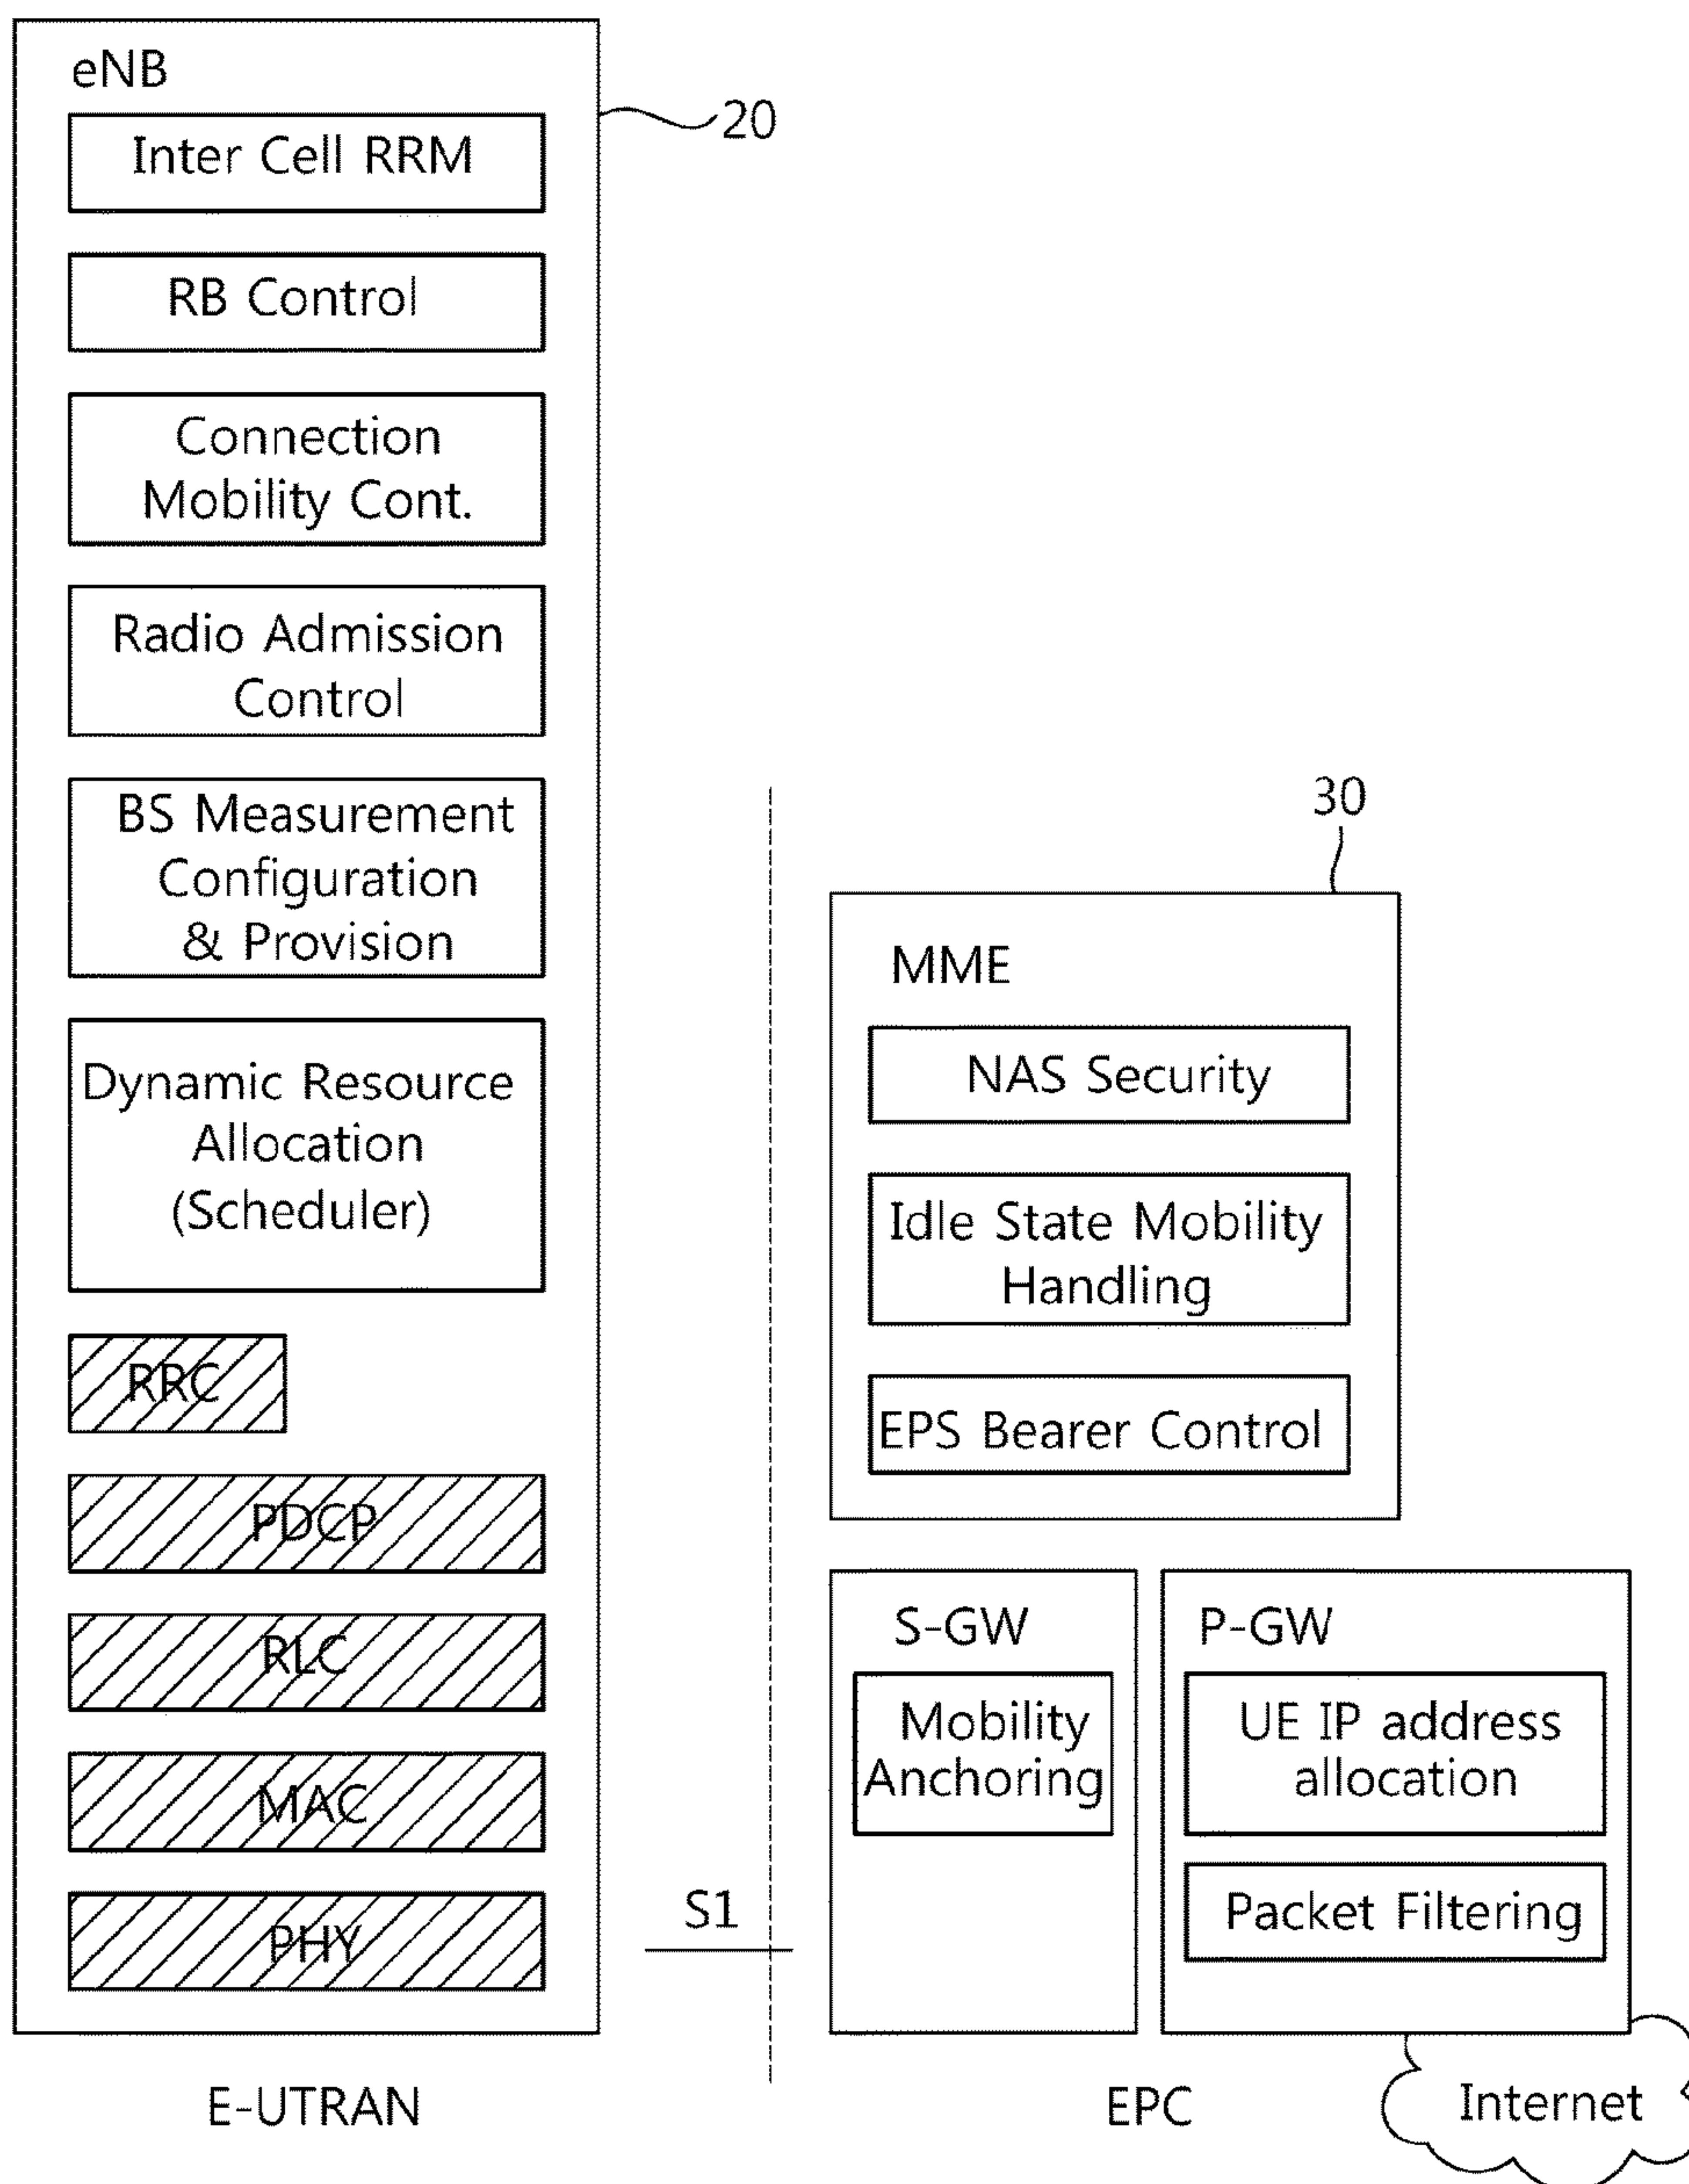 eNB
20
Inter Cell RRM
RB Control
Connection
Mobility Cont.
Radio Admission
Control
BS Measurement
Configuration
& Provision
Dynamic Resource
Allocation
(Scheduler)
RRC
PDCP
RLC
MAC
PHY
E-UTRAN
S1
30
MME
NAS Security
Idle State Mobility
Handling
EPS Bearer Control
S-GW
Mobility
Anchoring
P-GW
UE IP address
allocation
Packet Filtering
EPC
Internet